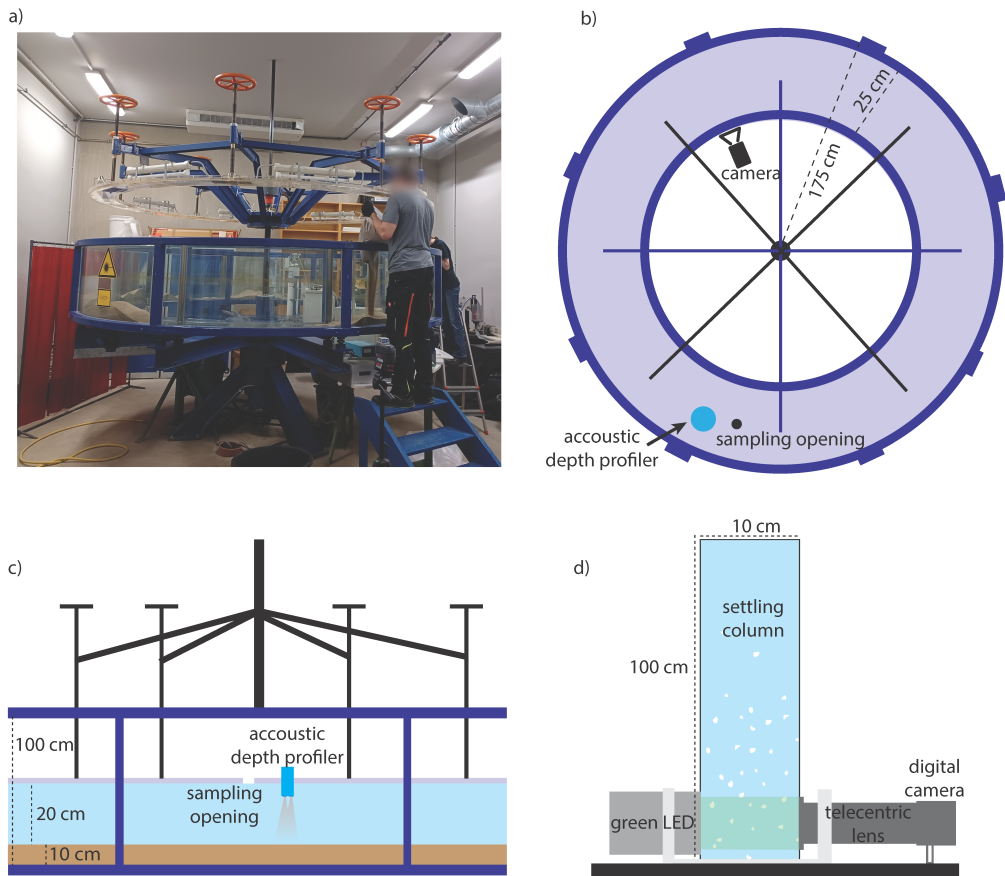 a)
b)
25 cm
175 cm
camera
accoustic
depth profiler
sampling opening
c)
100 cm
accoustic
depth profiler
sampling
opening
20 cm
10 cm
d)
10 cm
settling
column
100 cm
digital
camera
green LED
telecentric
lens